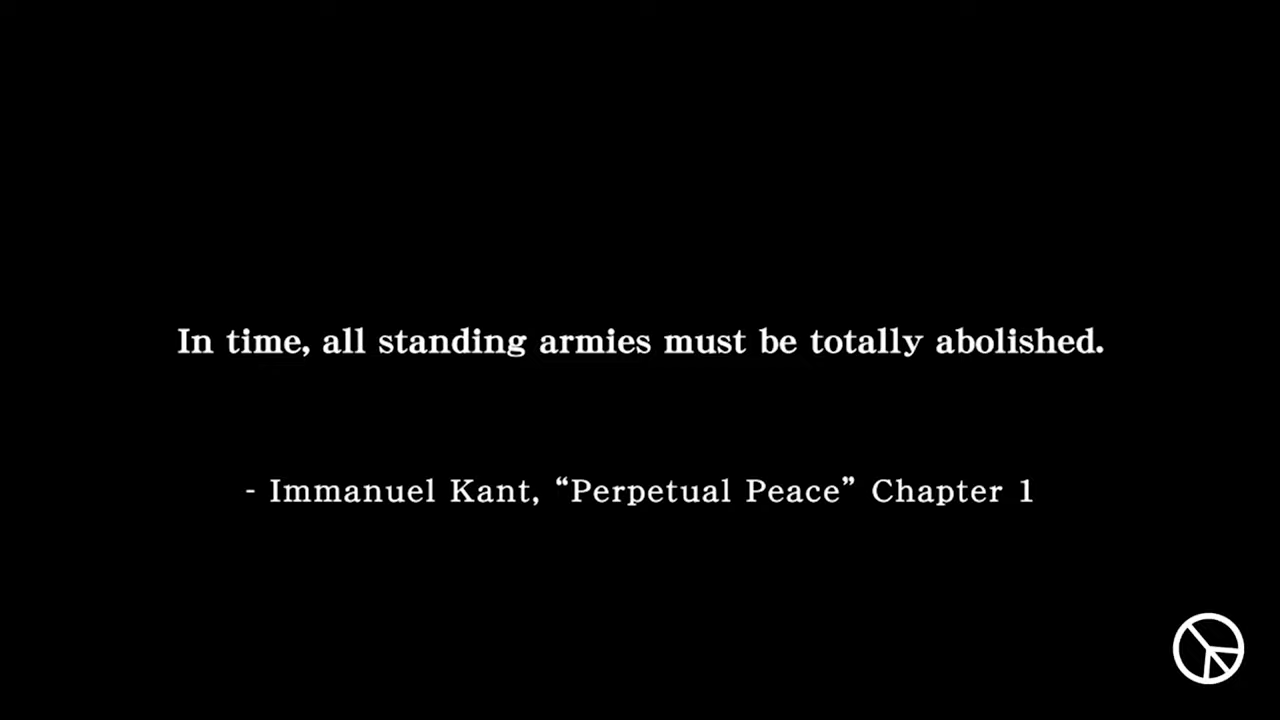 In time, all standing armies must be totally abolished.
- Immanuel Kant, “Perpetual Peace” Chapter 1